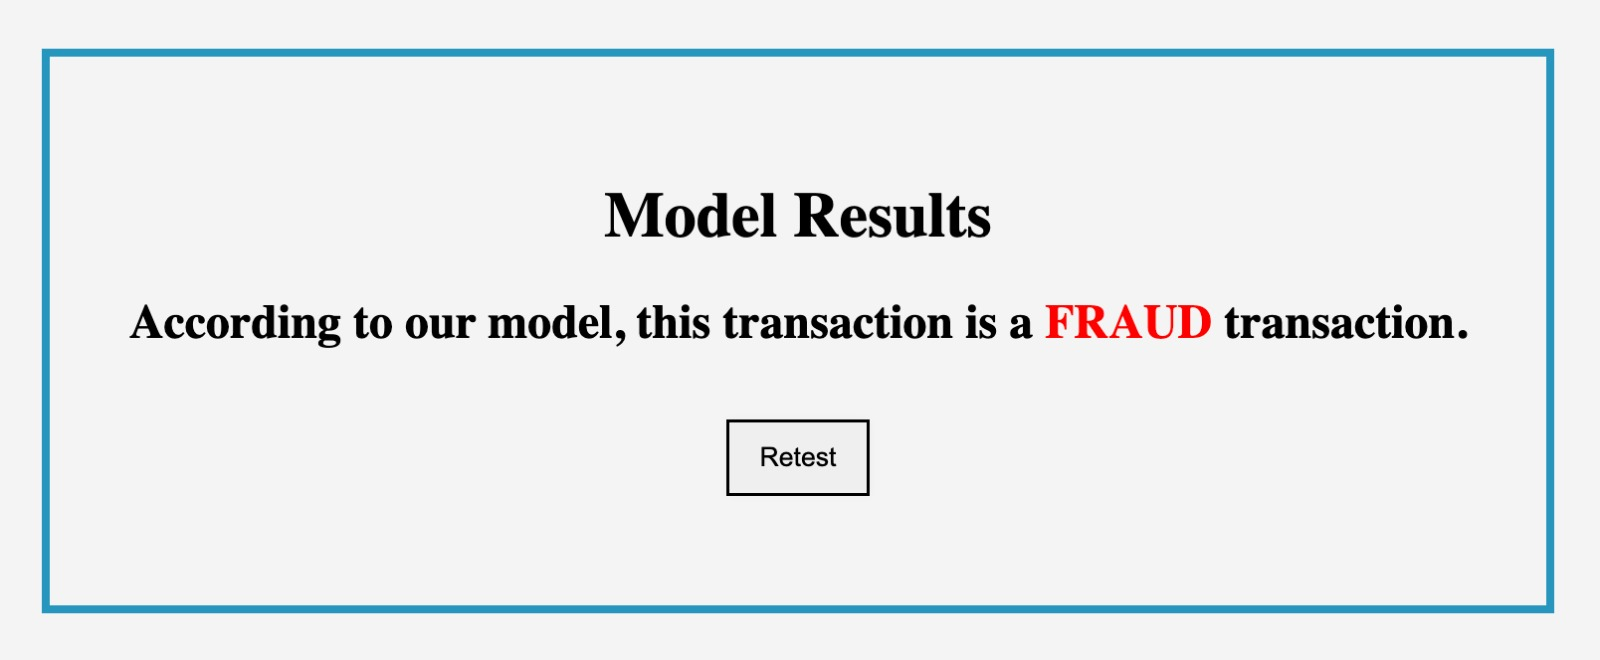 Model Results
According to our model, this transaction is a FRAUD transaction.
Retest